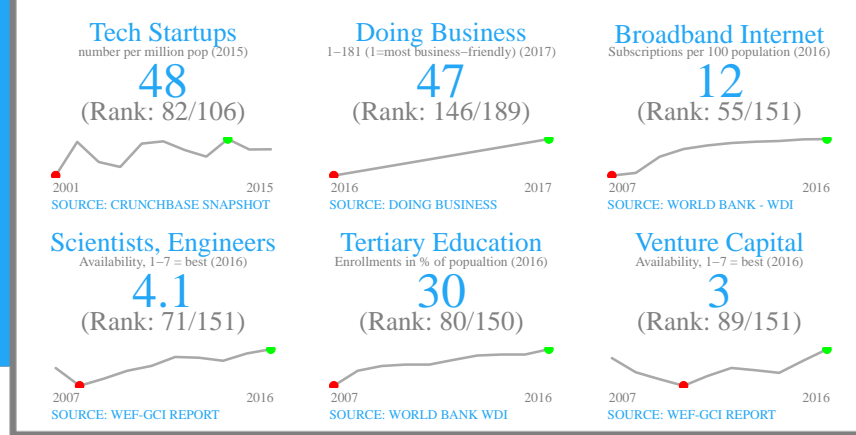 Tech Startups
number per million pop (2015)
48
(Rank: 82/106)
2001 2015
SOURCE: CRUNCHBASE SNAPSHOT
Doing Business
1−181 (1=most business−friendly) (2017)
47
(Rank: 146/189)
2016 2017
SOURCE: DOING BUSINESS
Broadband Internet
Subscriptions per 100 population (2016)
12
(Rank: 55/151)
2007 2016
SOURCE: WORLD BANK - WDI
Scientists, Engineers
Availability, 1−7 = best (2016)
4.1
(Rank: 71/151)
2007 2016
SOURCE: WEF-GCI REPORT
Tertiary Education
Enrollments in % of popualtion (2016)
30
(Rank: 80/150)
2007 2016
SOURCE: WORLD BANK WDI
Venture Capital
Availability, 1−7 = best (2016)
3
(Rank: 89/151)
2007 2016
SOURCE: WEF-GCI REPORT